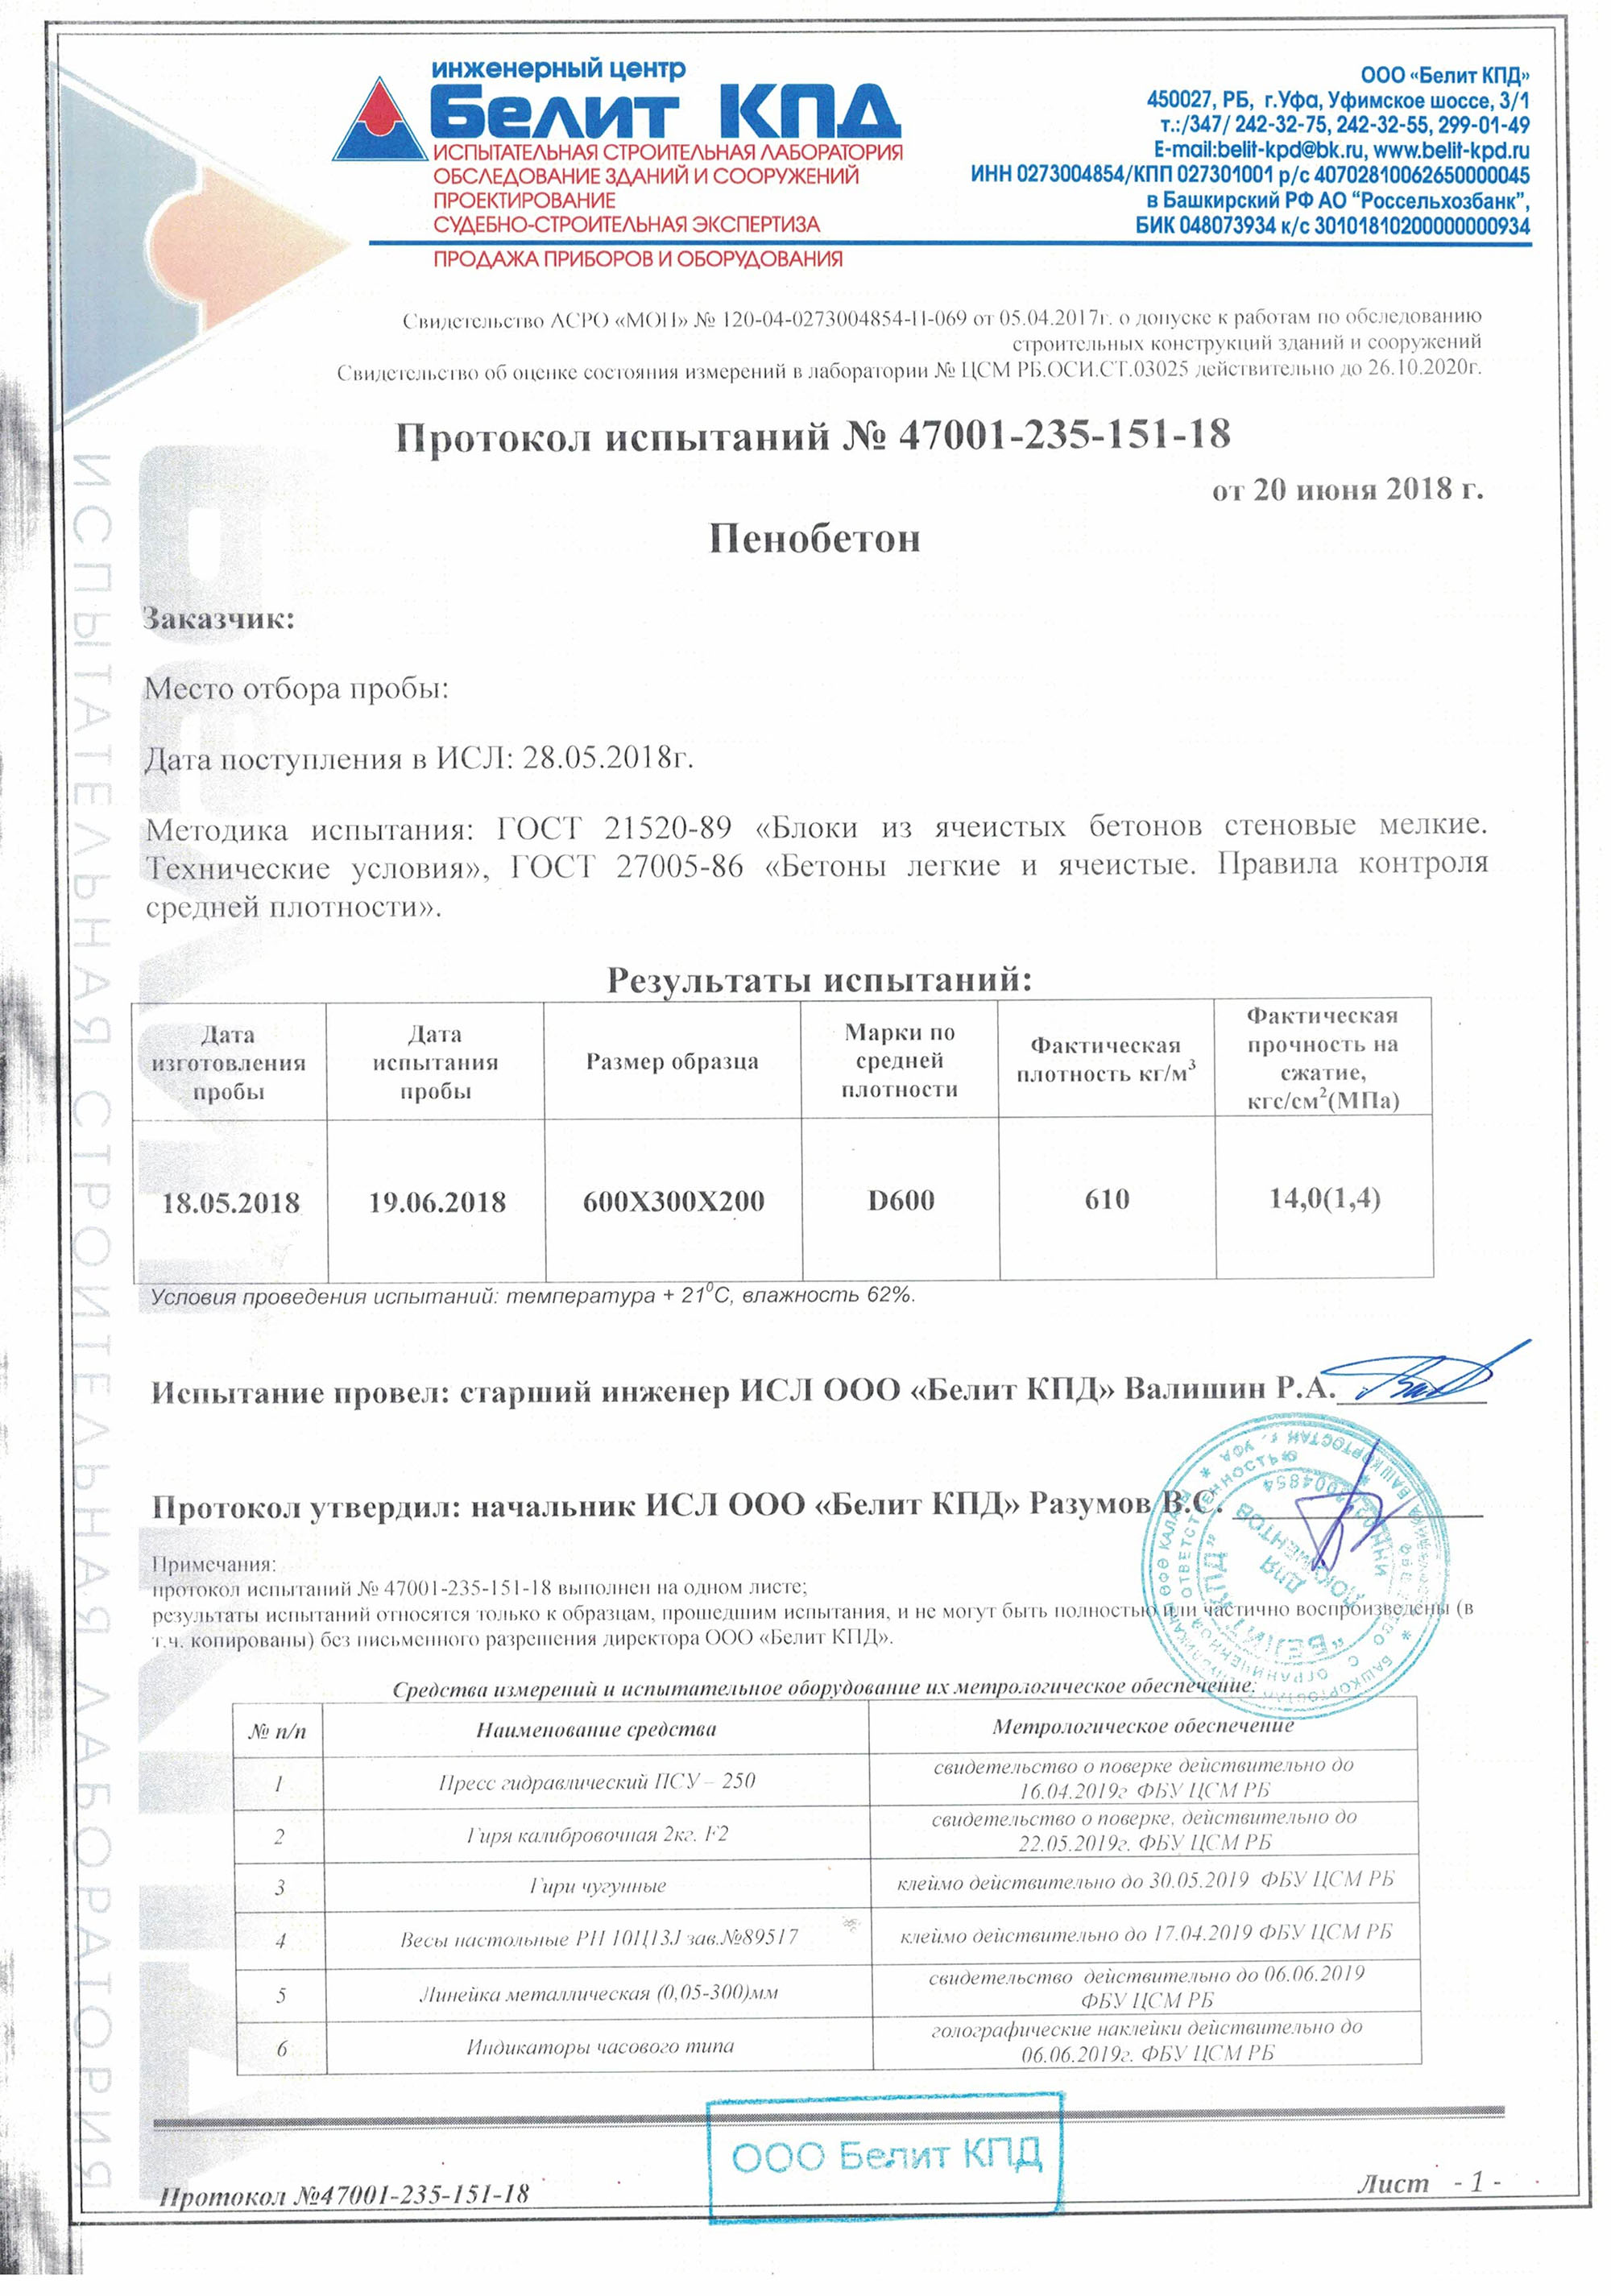 инженерный центр
Белит КПД
ИСПЫТАТЕЛЬНАЯ СТРОИТЕЛЬНАЯ ЛАБОРАТОРИЯ
ОБСЛЕДОВАНИЕ ЗДАНИЙ И СООРУЖЕНИЙ
ПРОЕКТИРОВАНИЕ
СУДЕБНО-СТРОИТЕЛЬНАЯ ЭКСПЕРТИЗА
ПРОДАЖА ПРИБОРОВ И ОБОРУДОВАНИЯ
ООО «Белит КПД»
450027, РБ, г.Уфа, Уфимское шоссе, 3/1
т.:/347/ 242-32-75, 242-32-55, 299-01-49
E-mail:belit-kpd@bk.ru, www.belit-kpd.ru
ИНН 0273004854/КПП 027301001 р/с 40702810062650000045
в Башкирский РФ АО "Россельхозбанк",
БИК 048073934 к/с 30101810200000000934
Свидетельство АСРО «МОП» № 120-04-0273004854-П-069 от 05.04.2017г. о допуске к работам по обследованию
строительных конструкций зданий и сооружений
Свидетельство об оценке состояния измерений в лаборатории № ЦСМ РБ.ОСИ.СТ.03025 действительно до 26.10.2020г.
Протокол испытаний № 47001-235-151-18
от 20 июня 2018 г.
Пенобетон
Заказчик:
Место отбора пробы:
Дата поступления в ИСЛ: 28.05.2018г.
Методика испытания: ГОСТ 21520-89 «Блоки из ячеистых бетонов стеновые мелкие.
Технические условия», ГОСТ 27005-86 «Бетоны легкие и ячеистые. Правила контроля
средней плотности».
Результаты испытаний:
Дата изготовления пробы
Дата испытания пробы
Размер образца
Марки по средней плотности
Фактическая плотность кг/м³
Фактическая прочность на сжатие, кгс/см²(МПа)
18.05.2018
19.06.2018
600X300X200
D600
610
14,0(1,4)
Условия проведения испытаний: температура + 21⁰С, влажность 62%.
Испытание провел: старший инженер ИСЛ ООО «Белит КПД» Валишин Р.А.
Протокол утвердил: начальник ИСЛ ООО «Белит КПД» Разумов В.С.
Примечания:
протокол испытаний № 47001-235-151-18 выполнен на одном листе;
результаты испытаний относятся только к образцам, прошедшим испытания, и не могут быть полностью или частично воспроизведены (в
т.ч. копированы) без письменного разрешения директора ООО «Белит КПД».
Средства измерений и испытательное оборудование их метрологическое обеспечение:
№ п/п
Наименование средства
Метрологическое обеспечение
1
Пресс гидравлический ПСУ – 250
свидетельство о поверке действительно до
16.04.2019г ФБУ ЦСМ РБ
2
Гиря калибровочная 2кг. F2
свидетельство о поверке, действительно до
22.05.2019г. ФБУ ЦСМ РБ
3
Гири чугунные
клеймо действительно до 30.05.2019 ФБУ ЦСМ РБ
4
Весы настольные РН 10Ц13J зав.№89517
клеймо действительно до 17.04.2019 ФБУ ЦСМ РБ
5
Линейка металлическая (0,05-300)мм
свидетельство действительно до 06.06.2019
ФБУ ЦСМ РБ
6
Индикаторы часового типа
голографические наклейки действительно до
06.06.2019г. ФБУ ЦСМ РБ
ООО Белит КПД
Протокол №47001-235-151-18
Лист - 1 -
ИСПЫТАТЕЛЬНАЯ СТРОИТЕЛЬНАЯ ЛАБОРАТОРИЯ
"БЕЛИТ КПД"
для
документов